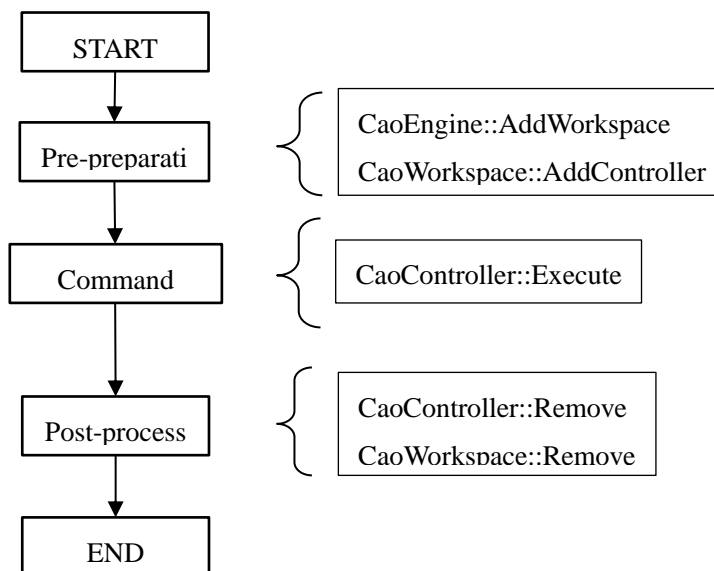 START
Pre-preparati
CaoEngine::AddWorkspace
CaoWorkspace::AddController
Command
CaoController::Execute
Post-process
CaoController::Remove
CaoWorkspace::Remove
END